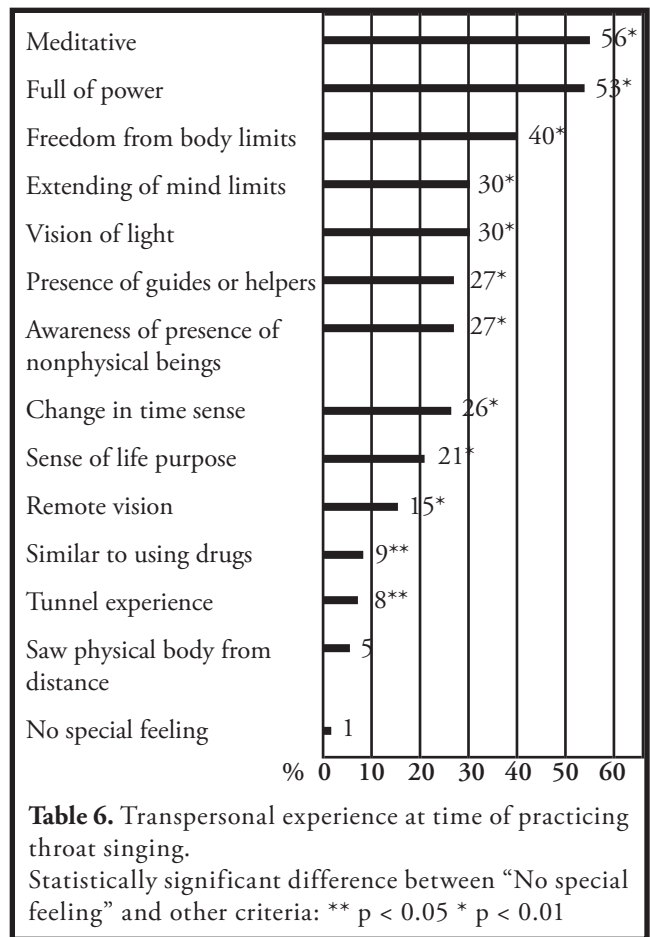 Meditative 56*
Full of power 53*
Freedom from body limits 40*
Extending of mind limits 30*
Vision of light 30*
Presence of guides or helpers 27*
Awareness of presence of 27*
nonphysical beings
Change in time sense 26*
Sense of life purpose 21*
Remote vision 15*
Similar to using drugs 9**
Tunnel experience 8**
Saw physical body from 5
distance
No special feeling 1
% 0 10 20 30 40 50 60
Table 6. Transpersonal experience at time of practicing
throat singing.
Statistically significant difference between “No special
feeling” and other criteria: ** p < 0.05 * p < 0.01